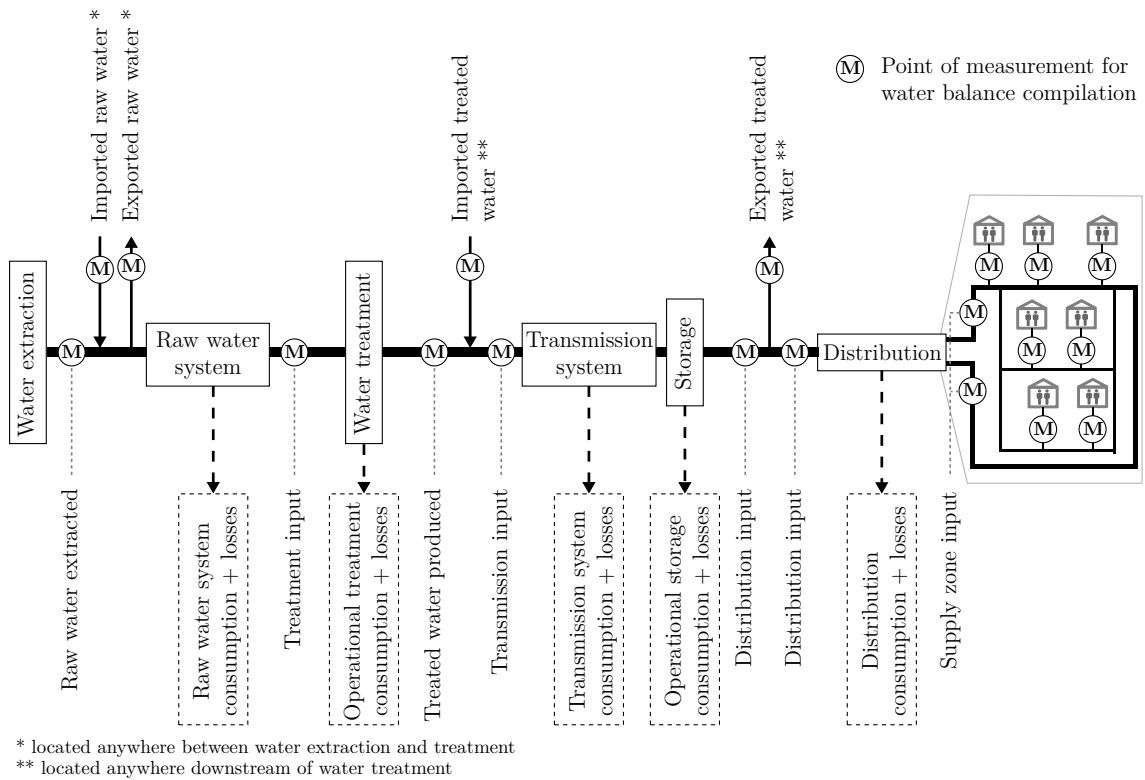 Imported raw water *
Exported raw water *
Imported treated
water **
Exported treated
water **
M Point of measurement for
water balance compilation
M
M
M
M
Water extraction
M
Raw water
system
M
Water treatment
M
M
Transmission
system
Storage
M
M
Distribution
M
M
M
M
M
M
M
M
M
M
Raw water extracted
Raw water system
consumption + losses
Treatment input
Operational treatment
consumption + losses
Treated water produced
Transmission input
Transmission system
consumption + losses
Operational storage
consumption + losses
Distribution input
Distribution input
Distribution
consumption + losses
Supply zone input
* located anywhere between water extraction and treatment
** located anywhere downstream of water treatment